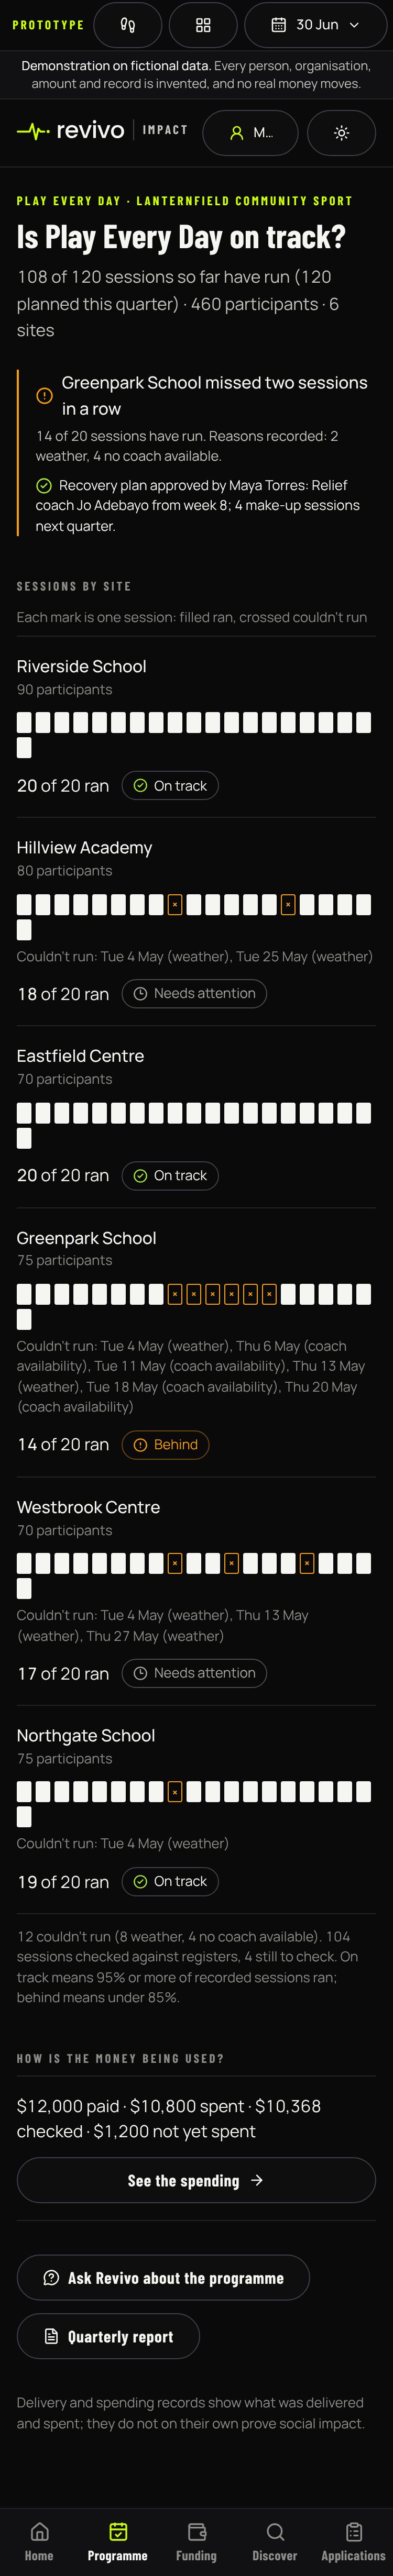 PROTOTYPE
30 Jun
Demonstration on fictional data. Every person, organisation,
amount and record is invented, and no real money moves.
revivo
IMPACT
M...
PLAY EVERY DAY · LANTERNFIELD COMMUNITY SPORT
Is Play Every Day on track?
108 of 120 sessions so far have run (120
planned this quarter) · 460 participants · 6
sites
Greenpark School missed two sessions
in a row
14 of 20 sessions have run. Reasons recorded: 2
weather, 4 no coach available.
Recovery plan approved by Maya Torres: Relief
coach Jo Adebayo from week 8; 4 make-up sessions
next quarter.
SESSIONS BY SITE
Each mark is one session: filled ran, crossed couldn't run
Riverside School
90 participants
20 of 20 ran
On track
Hillview Academy
80 participants
Couldn't run: Tue 4 May (weather), Tue 25 May (weather)
18 of 20 ran
Needs attention
Eastfield Centre
70 participants
20 of 20 ran
On track
Greenpark School
75 participants
Couldn't run: Tue 4 May (weather), Thu 6 May (coach
availability), Tue 11 May (coach availability), Thu 13 May
(weather), Tue 18 May (coach availability), Thu 20 May
(coach availability)
14 of 20 ran
Behind
Westbrook Centre
70 participants
Couldn't run: Tue 4 May (weather), Thu 13 May
(weather), Thu 27 May (weather)
17 of 20 ran
Needs attention
Northgate School
75 participants
Couldn't run: Tue 4 May (weather)
19 of 20 ran
On track
12 couldn't run (8 weather, 4 no coach available). 104
sessions checked against registers, 4 still to check. On
track means 95% or more of recorded sessions ran;
behind means under 85%.
HOW IS THE MONEY BEING USED?
$12,000 paid · $10,800 spent · $10,368
checked · $1,200 not yet spent
See the spending
Ask Revivo about the programme
Quarterly report
Delivery and spending records show what was delivered
and spent; they do not on their own prove social impact.
Home
Programme
Funding
Discover
Applications